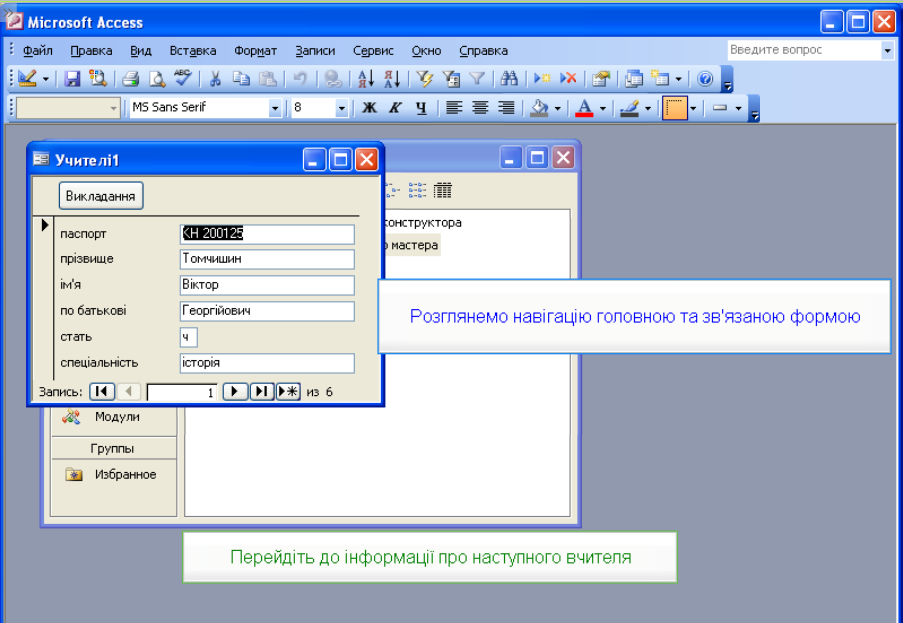 Microsoft Access
Файл Правка Вид Вставка Формат Записи Сервис Окно Справка Введите вопрос
MS Sans Serif 8 Ж К Ч
Учителі1
Викладання
конструктора
мастера
паспорт КН 200125
прізвище Томчишин
ім'я Віктор
по батькові Георгійович
стать ч
спеціальність історія
Запись: 1 из 6
Розглянемо навігацію головною та зв'язаною формою
Модули
Группы
Избранное
Перейдіть до інформації про наступного вчителя